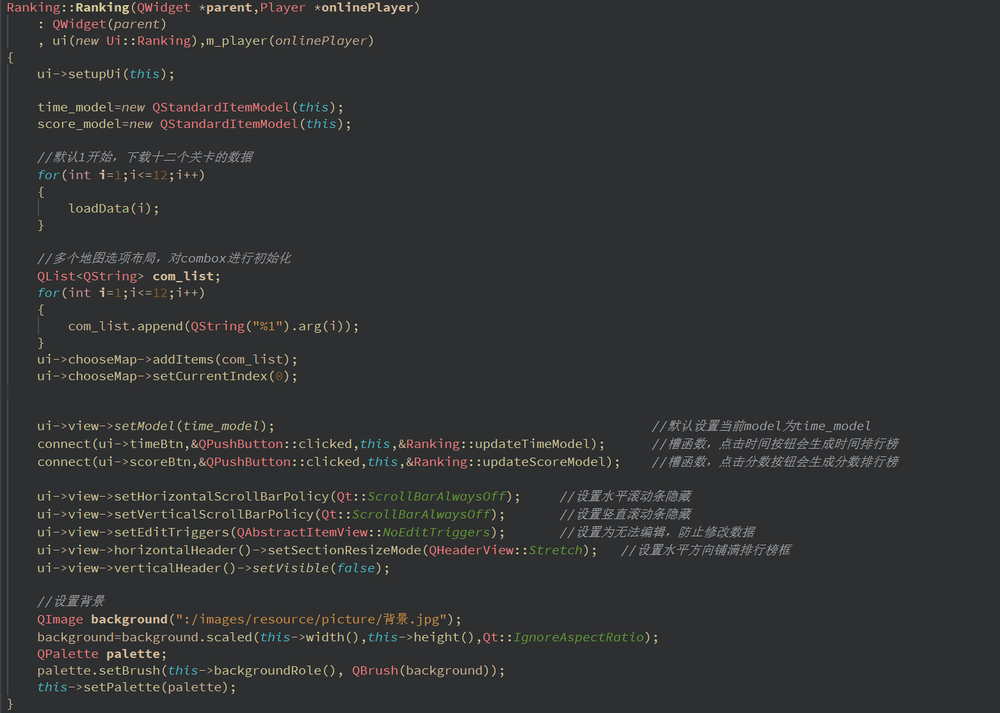 Ranking::Ranking(QWidget *parent,Player *onlinePlayer)
    : QWidget(parent)
    , ui(new Ui::Ranking),m_player(onlinePlayer)
{
    ui->setupUi(this);
    time_model=new QStandardItemModel(this);
    score_model=new QStandardItemModel(this);
    //默认1开始，下载十二个关卡的数据
    for(int i=1;i<=12;i++)
    {
        loadData(i);
    }
    //多个地图选项布局，对combox进行初始化
    QList<QString> com_list;
    for(int i=1;i<=12;i++)
    {
        com_list.append(QString("%1").arg(i));
    }
    ui->chooseMap->addItems(com_list);
    ui->chooseMap->setCurrentIndex(0);
    ui->view->setModel(time_model);    //默认设置当前model为time_model
    connect(ui->timeBtn,&QPushButton::clicked,this,&Ranking::updateTimeModel);    //槽函数，点击时间按钮会生成时间排行榜
    connect(ui->scoreBtn,&QPushButton::clicked,this,&Ranking::updateScoreModel);    //槽函数，点击分数按钮会生成分数排行榜
    ui->view->setHorizontalScrollBarPolicy(Qt::ScrollBarAlwaysOff);    //设置水平滚动条隐藏
    ui->view->setVerticalScrollBarPolicy(Qt::ScrollBarAlwaysOff);    //设置竖直滚动条隐藏
    ui->view->setEditTriggers(QAbstractItemView::NoEditTriggers);    //设置为无法编辑，防止修改数据
    ui->view->horizontalHeader()->setSectionResizeMode(QHeaderView::Stretch);    //设置水平方向铺满排行榜框
    ui->view->verticalHeader()->setVisible(false);
    //设置背景
    QImage background(":/images/resource/picture/背景.jpg");
    background=background.scaled(this->width(),this->height(),Qt::IgnoreAspectRatio);
    QPalette palette;
    palette.setBrush(this->backgroundRole(), QBrush(background));
    this->setPalette(palette);
}